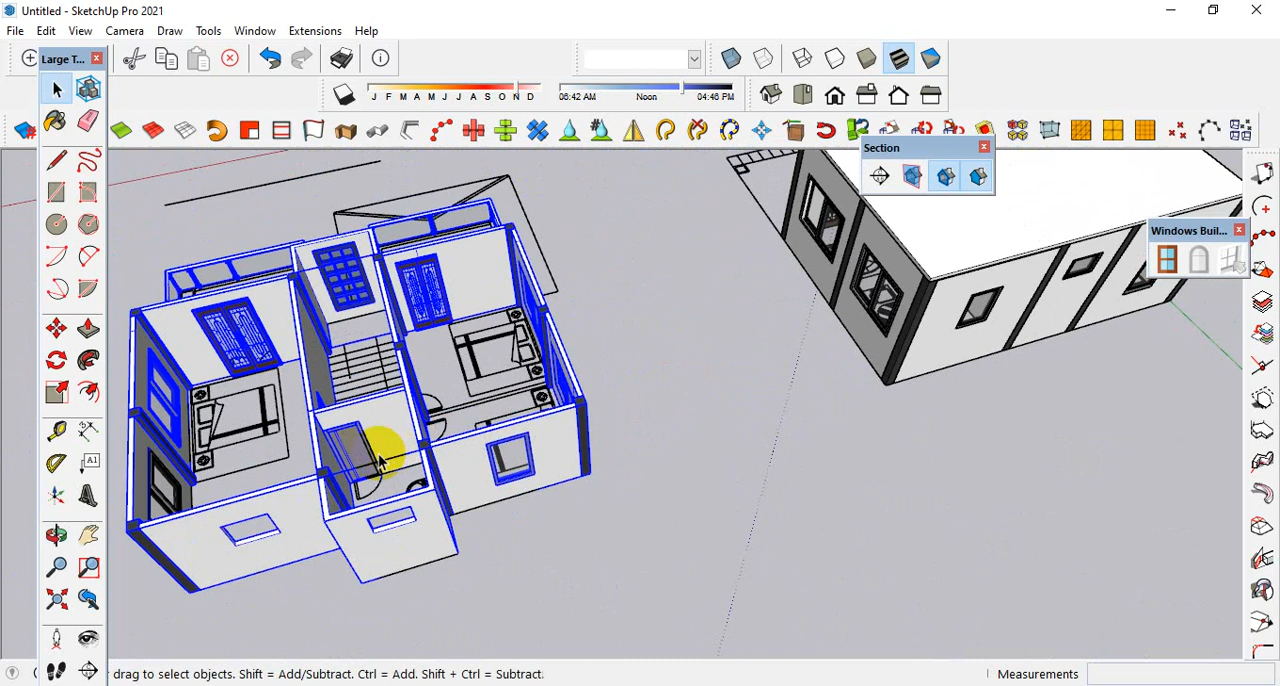 Untitled - SketchUp Pro 2021
File Edit View Camera Draw Tools Window Extensions Help
Large T...
J F M A M J J A S O N D
06:42 AM Noon 04:46 PM
Section
Windows Buil...
A1
drag to select objects. Shift = Add/Subtract. Ctrl = Add. Shift + Ctrl = Subtract.
Measurements